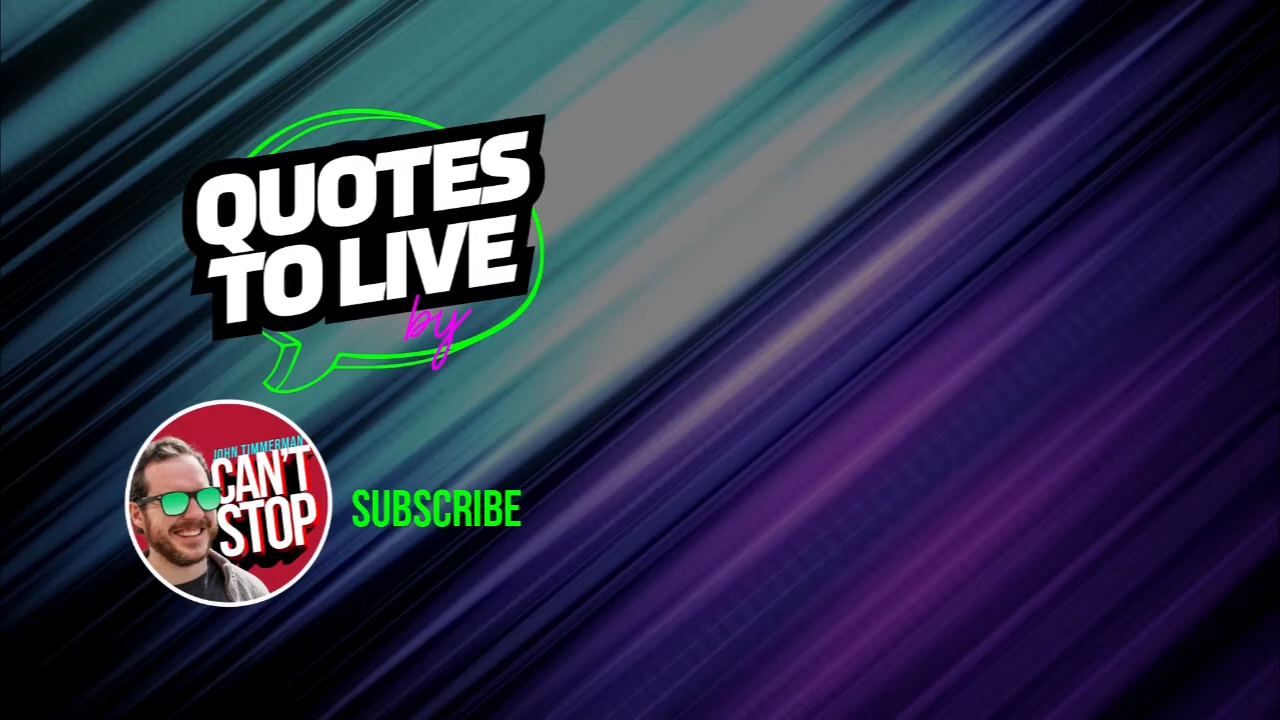 QUOTES
TO LIVE
by
JOHN TIMMERMAN
CAN'T
STOP
SUBSCRIBE